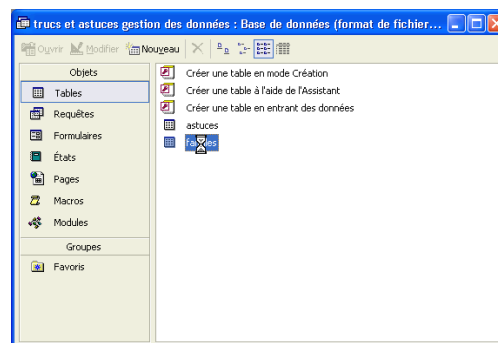 trucs et astuces gestion des données : Base de données (format de fichier...
Ouvrir Modifier Nouveau
Objets
Tables
Requêtes
Formulaires
États
Pages
Macros
Modules
Groupes
Favoris
Créer une table en mode Création
Créer une table à l'aide de l'Assistant
Créer une table en entrant des données
astuces